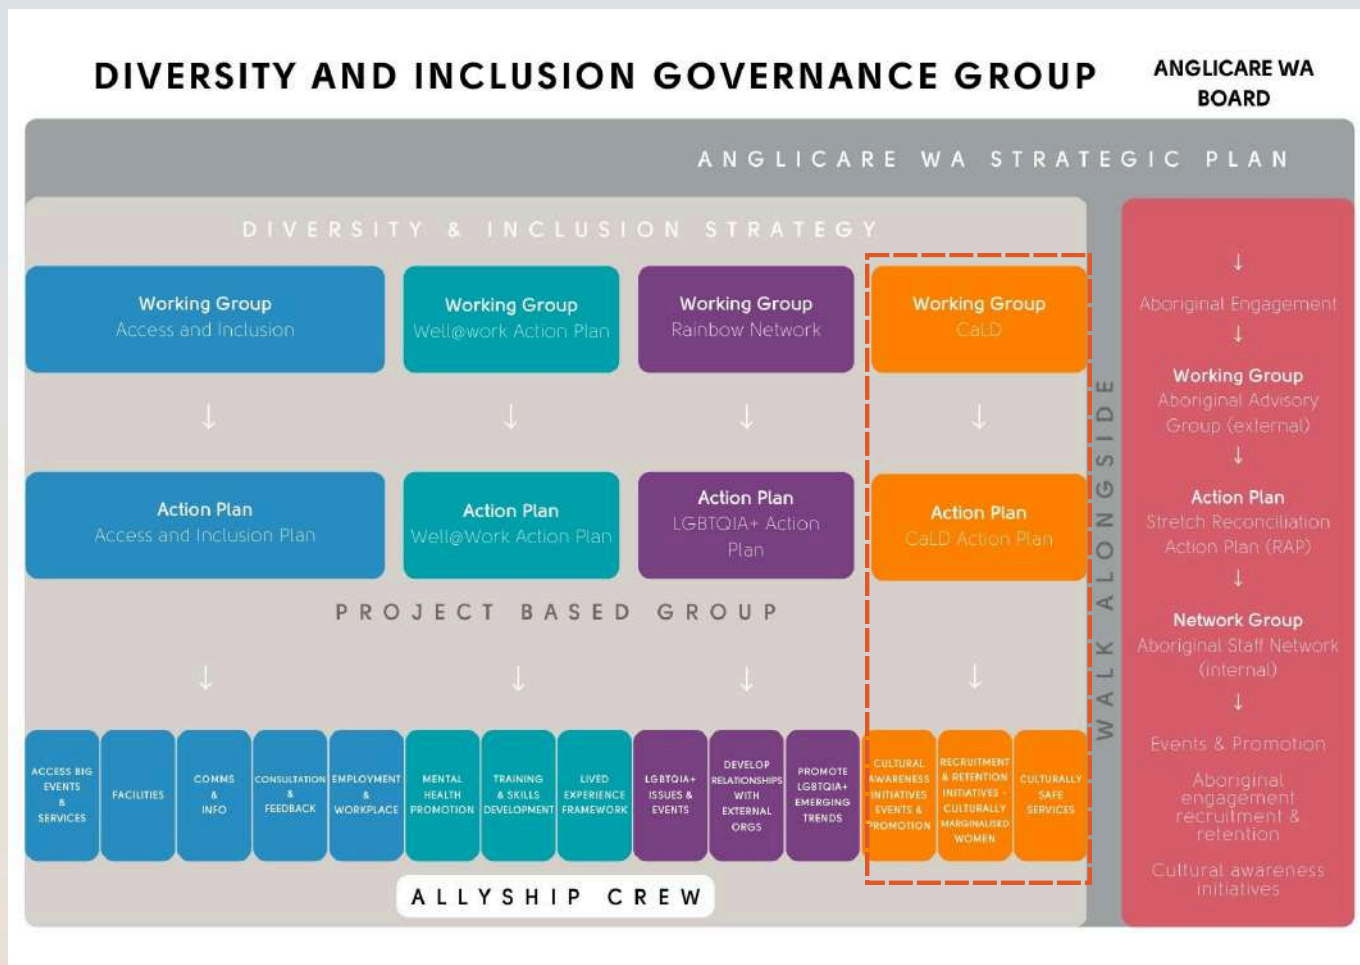 DIVERSITY AND INCLUSION GOVERNANCE GROUP
ANGLICARE WA
BOARD
ANGLICARE WA STRATEGIC PLAN
DIVERSITY & INCLUSION STRATEGY
Working Group
Access and Inclusion
Working Group
Well@work Action Plan
Working Group
Rainbow Network
Working Group
CaLD
Action Plan
Access and Inclusion Plan
Action Plan
Well@Work Action Plan
Action Plan
LGBTQIA+ Action
Plan
Action Plan
CaLD Action Plan
PROJECT BASED GROUP
ACCESS BIG
EVENTS
&
SERVICES
FACILITIES
COMMS
&
INFO
CONSULTATION
&
FEEDBACK
EMPLOYMENT
&
WORKPLACE
MENTAL
HEALTH
PROMOTION
TRAINING
& SKILLS
DEVELOPMENT
LIVED
EXPERIENCE
FRAMEWORK
LGBTQIA+
ISSUES &
EVENTS
DEVELOP
RELATIONSHIPS
WITH
EXTERNAL
ORGS
PROMOTE
LGBTQIA+
EMERGING
TRENDS
CULTURAL
AWARENESS
INITIATIVES
EVENTS &
PROMOTION
RECRUITMENT
& RETENTION
INITIATIVES -
CULTURALLY
MARGINALISED
WOMEN
CULTURALLY
SAFE
SERVICES
ALLYSHIP CREW
WALK ALONGSIDE
Aboriginal Engagement
Working Group
Aboriginal Advisory
Group (external)
Action Plan
Stretch Reconciliation
Action Plan (RAP)
Network Group
Aboriginal Staff Network
(internal)
Events & Promotion
Aboriginal
engagement
recruitment &
retention
Cultural awareness
initiatives